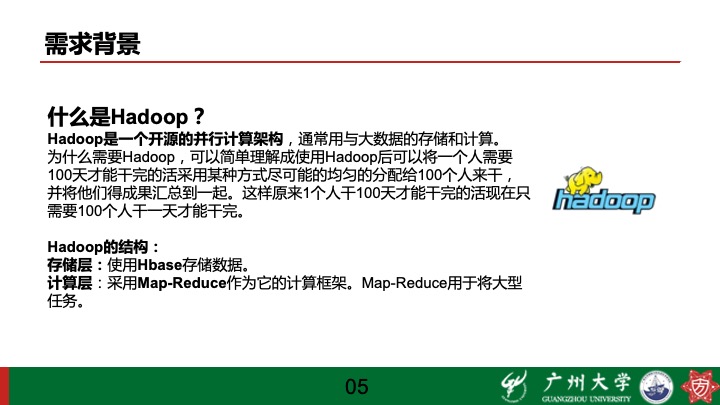 需求背景
什么是Hadoop？
Hadoop是一个开源的并行计算架构，通常用与大数据的存储和计算。
为什么需要Hadoop，可以简单理解成使用Hadoop后可以将一个人需要
100天才能干完的活采用某种方式尽可能的均匀的分配给100个人来干，
并将他们得成果汇总到一起。这样原来1个人干100天才能干完的活现在只
需要100个人干一天才能干完。
hadoop
Hadoop的结构：
存储层：使用Hbase存储数据。
计算层：采用Map-Reduce作为它的计算框架。Map-Reduce用于将大型
任务。
05
广州大学
GUANGZHOU UNIVERSITY